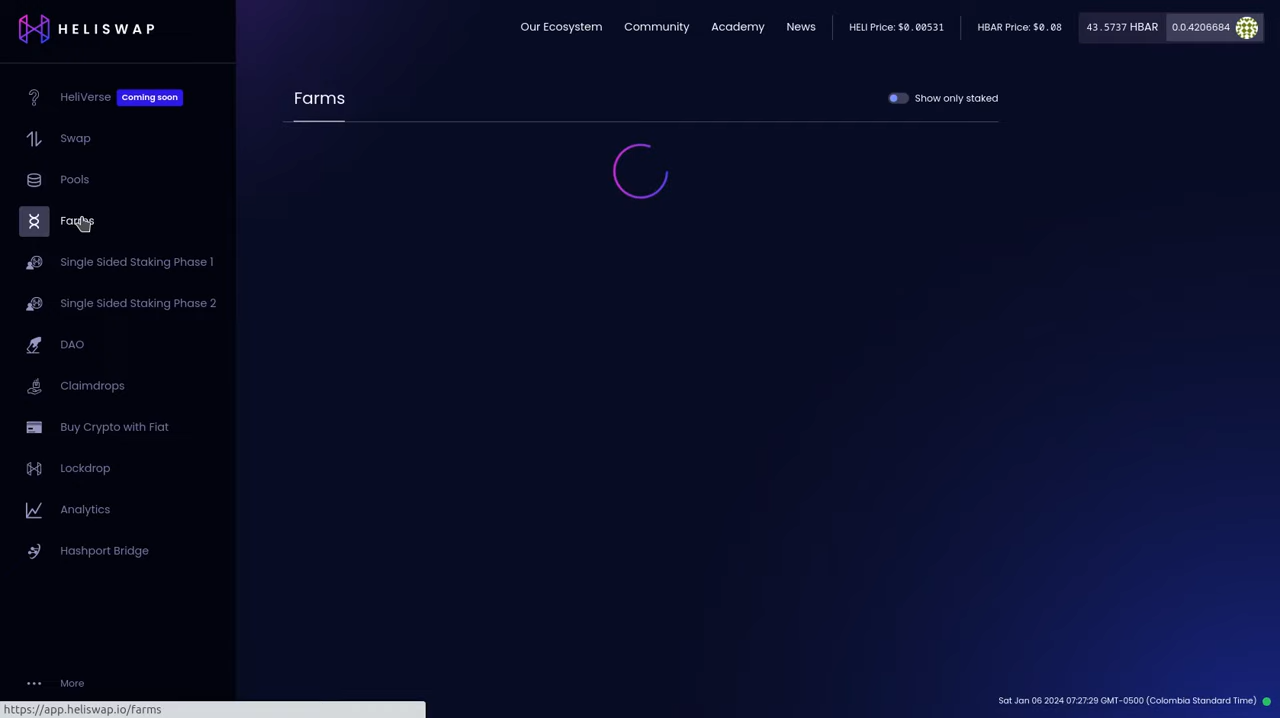 HELISWAP
Our Ecosystem
Community
Academy
News
HELI Price: $0.00531
HBAR Price: $0.08
43.5737 HBAR
0.0.4206684
HeliVerse
Coming soon
Swap
Pools
Farms
Single Sided Staking Phase 1
Single Sided Staking Phase 2
DAO
Claimdrops
Buy Crypto with Fiat
Lockdrop
Analytics
Hashport Bridge
More
Farms
Show only staked
https://app.heliswap.io/farms
Sat Jan 06 2024 07:27:29 GMT-0500 (Colombia Standard Time)